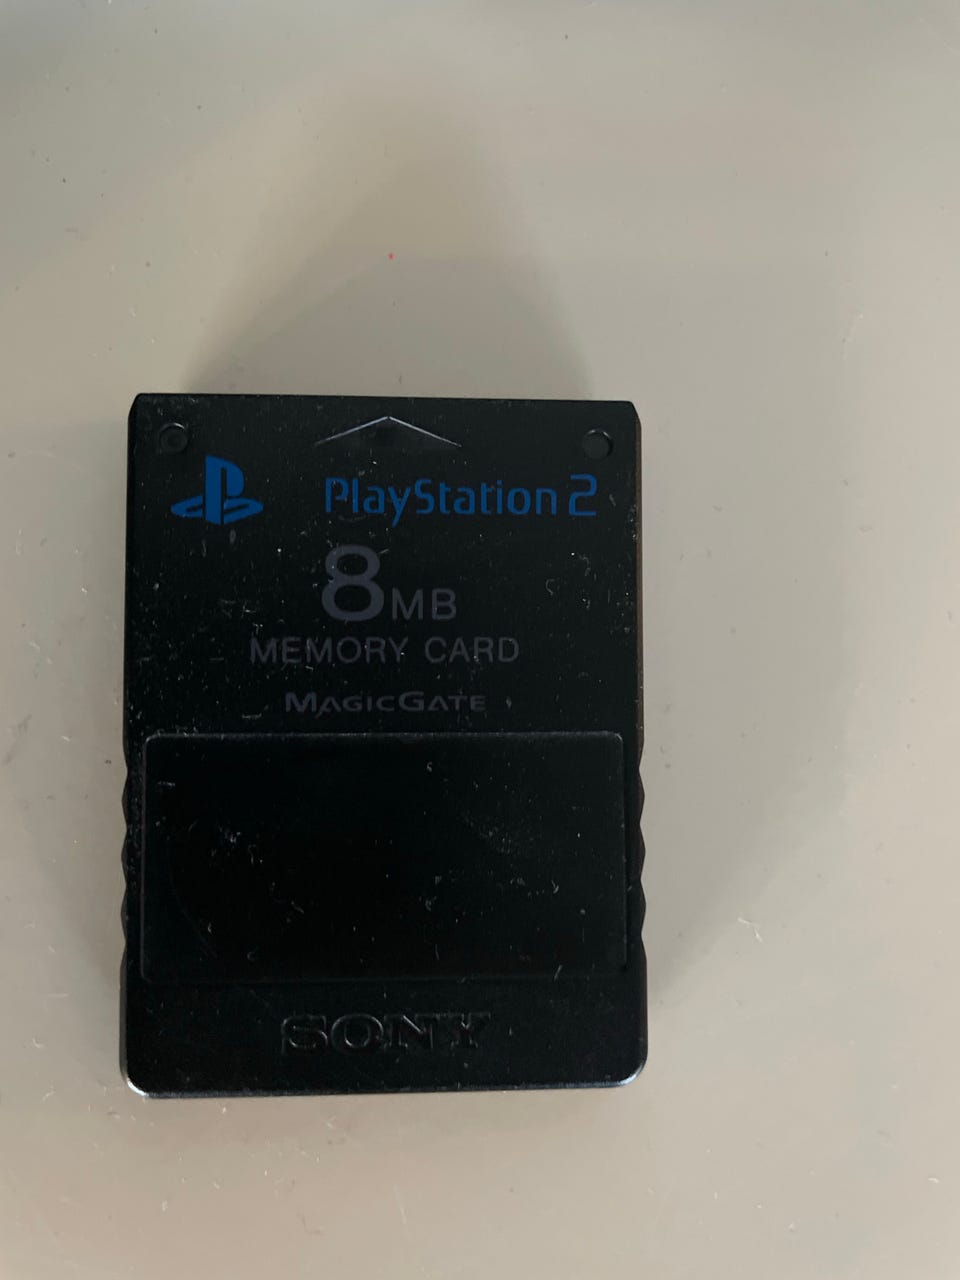 PlayStation 2
8MB
MEMORY CARD
MAGICGATE
SONY